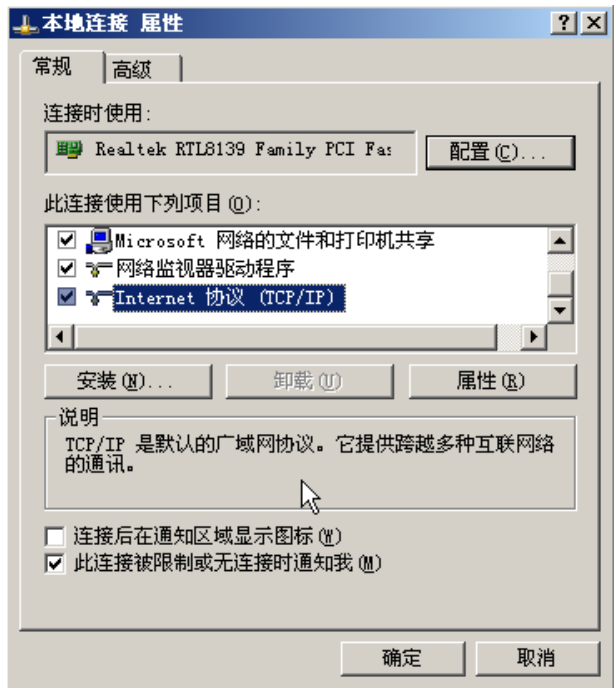 本地连接 属性
常规
高级
连接时使用:
Realtek RTL8139 Family PCI Fas
配置(C)...
此连接使用下列项目(O):
Microsoft 网络的文件和打印机共享
网络监视器驱动程序
Internet 协议 (TCP/IP)
安装(N)...
卸载(U)
属性(R)
说明
TCP/IP 是默认的广域网协议。它提供跨越多种互联网络
的通讯。
连接后在通知区域显示图标(W)
此连接被限制或无连接时通知我(M)
确定
取消